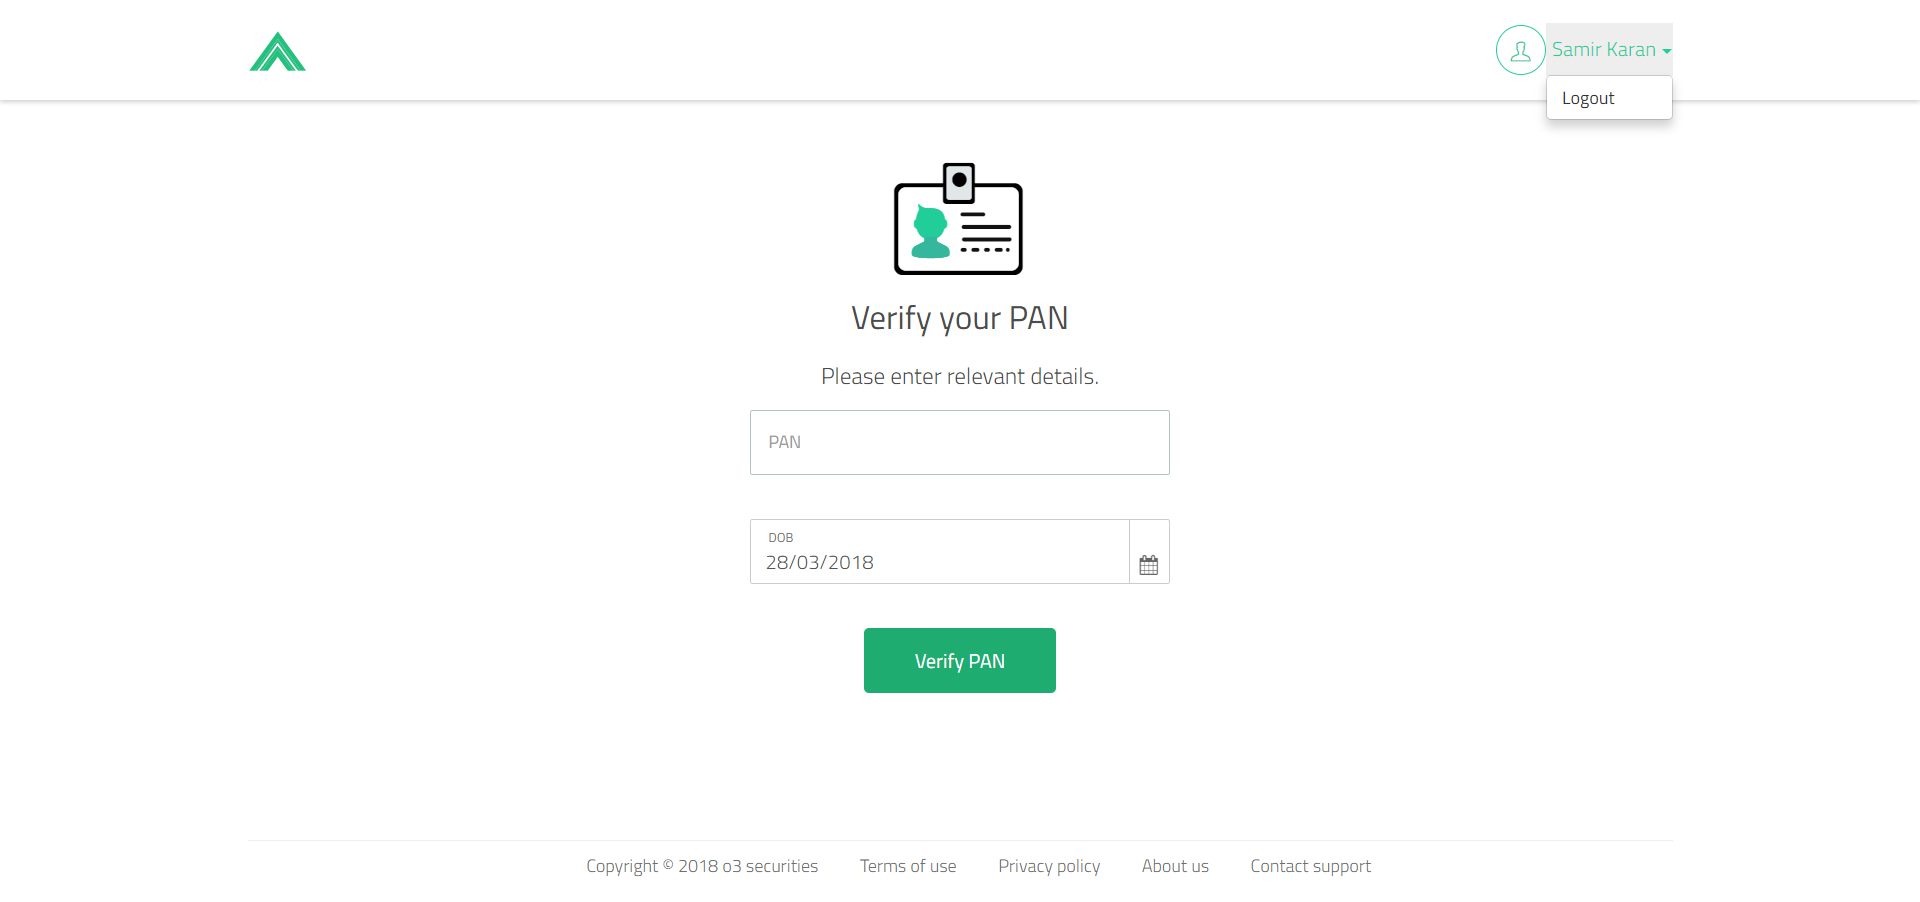 Samir Karan
Logout
Verify your PAN
Please enter relevant details.
PAN
DOB
28/03/2018
Verify PAN
Copyright © 2018 o3 securities Terms of use Privacy policy About us Contact support